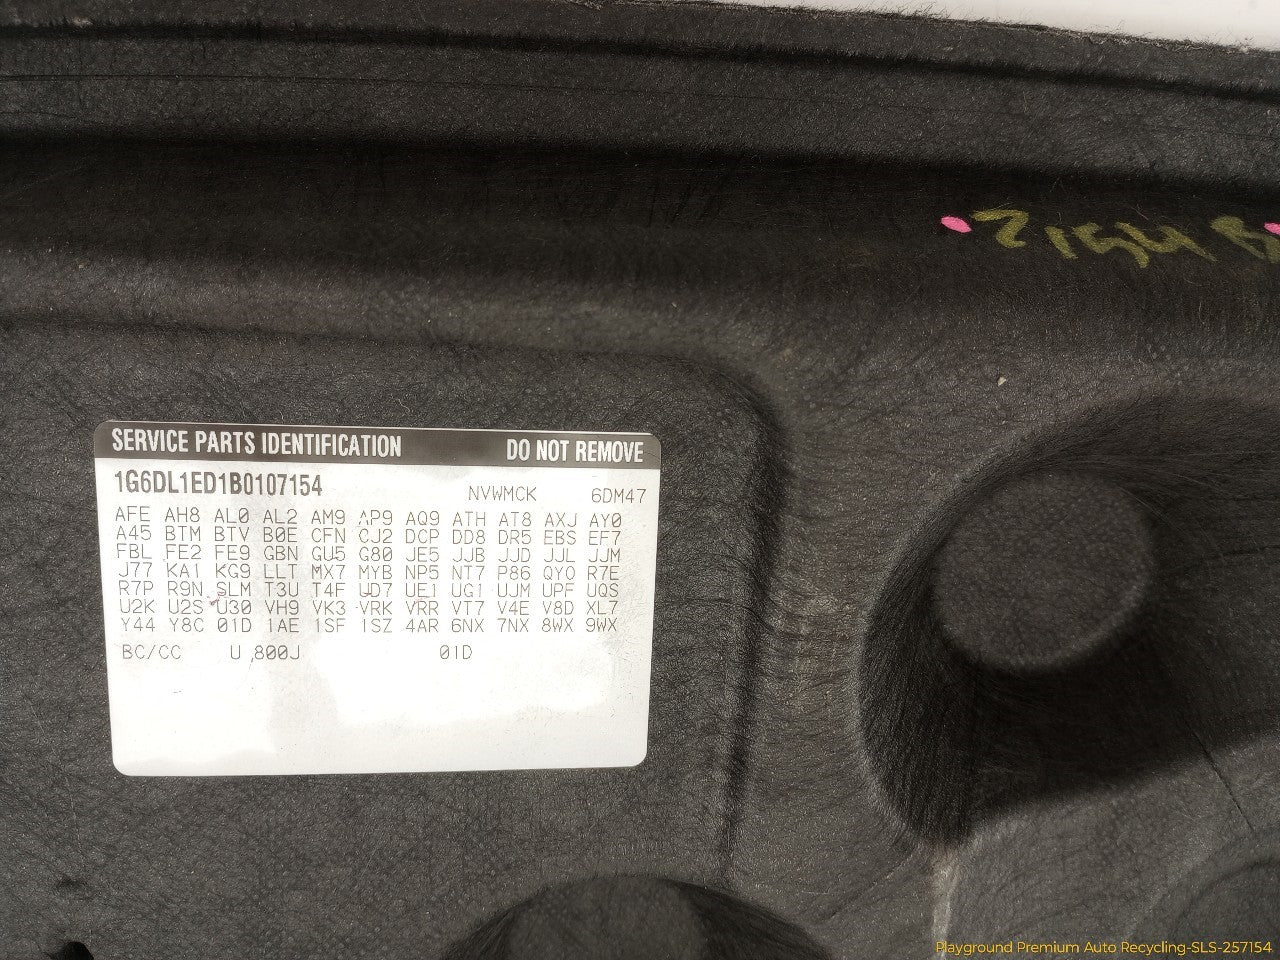 7154 B
SERVICE PARTS IDENTIFICATION DO NOT REMOVE
1G6DL1ED1B0107154 NVWMCK 6DM47
AFE AH8 AL0 AL2 AM9 AP9 AQ9 ATH AT8 AXJ AY0
A45 BTM BTV B0E CFN CJ2 DCP DD8 DR5 EBS EF7
FBL FE2 FE9 GBN GU5 G80 JE5 JJB JJD JJL JJM
J77 KA1 KG9 LLT MX7 MYB NP5 NT7 P86 QYO R7E
R7P R9N SLM T3U T4F UD7 UE1 UG1 UJM UPF UQS
U2K U2S U30 VH9 VK3 VRK VRR VT7 V4E V8D XL7
Y44 Y8C 01D 1AE 1SF 1SZ 4AR 6NX 7NX 8WX 9WX
BC/CC U 800J 01D
Playground Premium Auto Recycling-SLS-257154